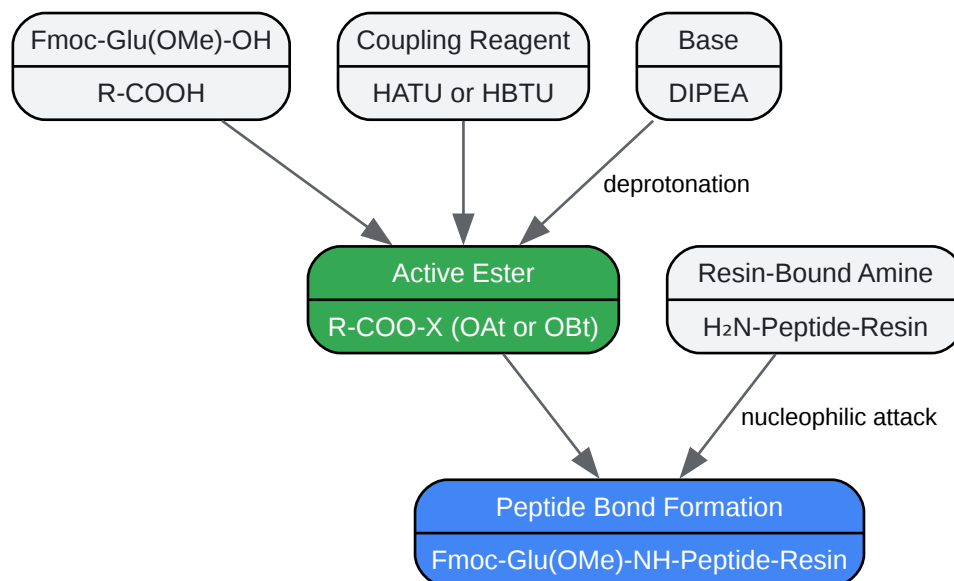 Fmoc-Glu(OMe)-OH
R-COOH
Coupling Reagent
HATU or HBTU
Base
DIPEA
deprotonation
Active Ester
R-COO-X (OAt or OBt)
Resin-Bound Amine
H₂N-Peptide-Resin
nucleophilic attack
Peptide Bond Formation
Fmoc-Glu(OMe)-NH-Peptide-Resin